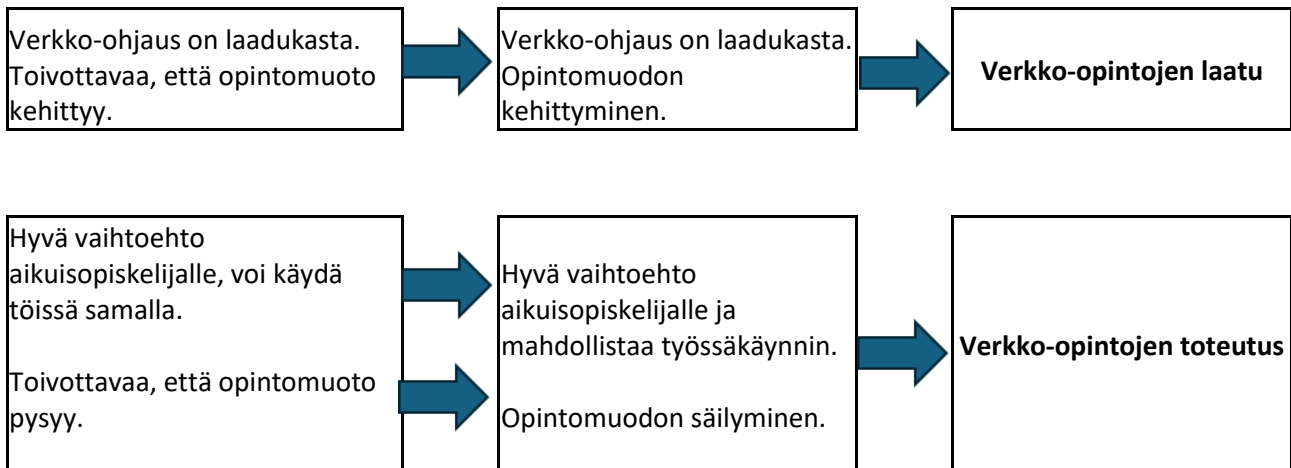 Verkko-ohjaus on laadukasta.
Toivottavaa, että opintomuoto
kehittyy.
Verkko-ohjaus on laadukasta.
Opintomuodon
kehittyminen.
Verkko-opintojen laatu
Hyvä vaihtoehto
aikuisopiskelijalle, voi käydä
töissä samalla.
Toivottavaa, että opintomuoto
pysyy.
Hyvä vaihtoehto
aikuisopiskelijalle ja
mahdollistaa työssäkäynnin.
Opintomuodon säilyminen.
Verkko-opintojen toteutus